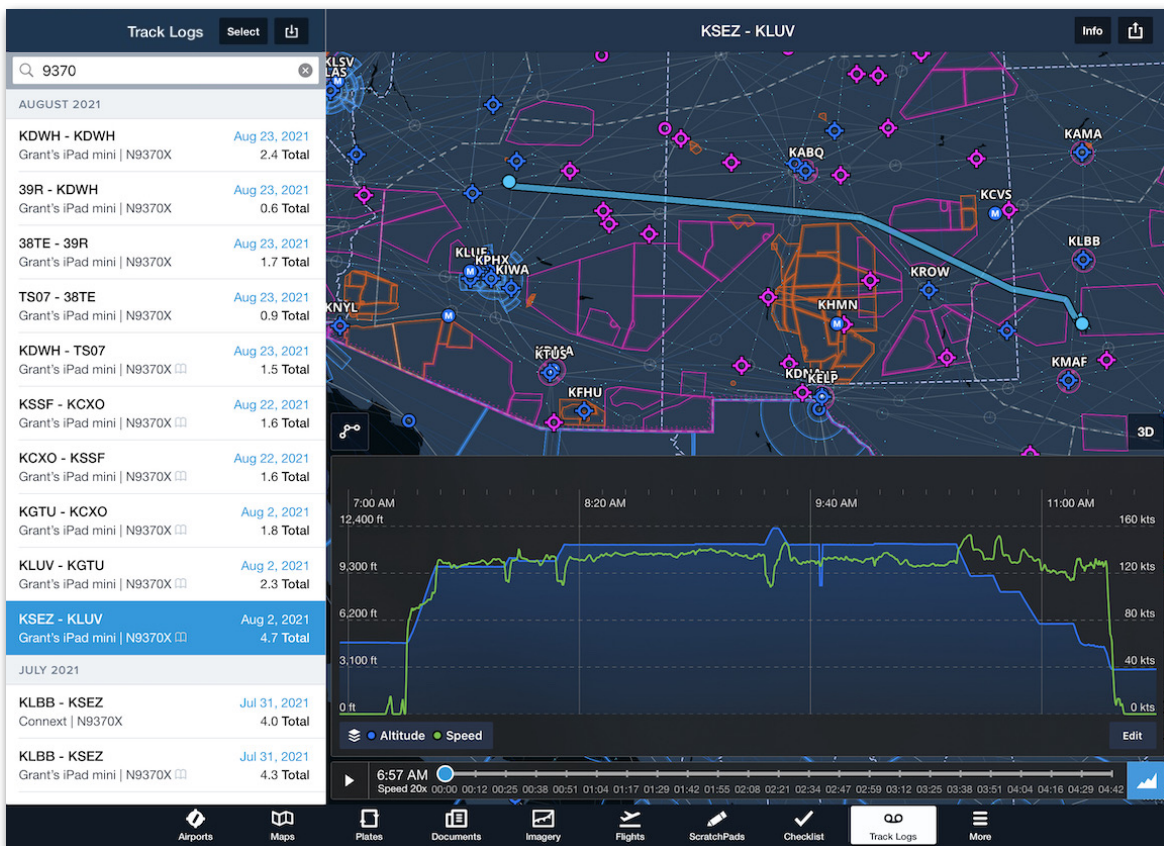 Track Logs
Select
KSEZ - KLUV
Info
9370
AUGUST 2021
KDWH - KDWH Aug 23, 2021
Grant's iPad mini | N9370X 2.4 Total
39R - KDWH Aug 23, 2021
Grant's iPad mini | N9370X 0.6 Total
38TE - 39R Aug 23, 2021
Grant's iPad mini | N9370X 1.7 Total
TS07 - 38TE Aug 23, 2021
Grant's iPad mini | N9370X 0.9 Total
KDWH - TS07 Aug 23, 2021
Grant's iPad mini | N9370X 1.5 Total
KSSF - KCXO Aug 22, 2021
Grant's iPad mini | N9370X 1.6 Total
KCXO - KSSF Aug 22, 2021
Grant's iPad mini | N9370X 1.6 Total
KGTU - KCXO Aug 2, 2021
Grant's iPad mini | N9370X 1.8 Total
KLUV - KGTU Aug 2, 2021
Grant's iPad mini | N9370X 2.3 Total
KSEZ - KLUV Aug 2, 2021
Grant's iPad mini | N9370X 4.7 Total
JULY 2021
KLBB - KSEZ Jul 31, 2021
Connext | N9370X 4.0 Total
KLBB - KSEZ Jul 31, 2021
Grant's iPad mini | N9370X 4.3 Total
KLSV
KAMA
KABQ
KCVS
KLBB
KPHX
KIWA
KROW
KNYL
KHMN
KTUS
KMAF
KELP
KFHU
3D
7:00 AM 8:20 AM 9:40 AM 11:00 AM
12,400 ft 160 kts
9,300 ft 120 kts
6,200 ft 80 kts
3,100 ft 40 kts
0 ft 0 kts
Altitude Speed
Edit
6:57 AM
Speed 20x 00:00 00:12 00:25 00:38 00:51 01:04 01:17 01:29 01:42 01:55 02:08 02:21 02:34 02:47 02:59 03:12 03:25 03:38 03:51 04:04 04:16 04:29 04:42
Airports Maps Plates Documents Imagery Flights ScratchPads Checklist Track Logs More